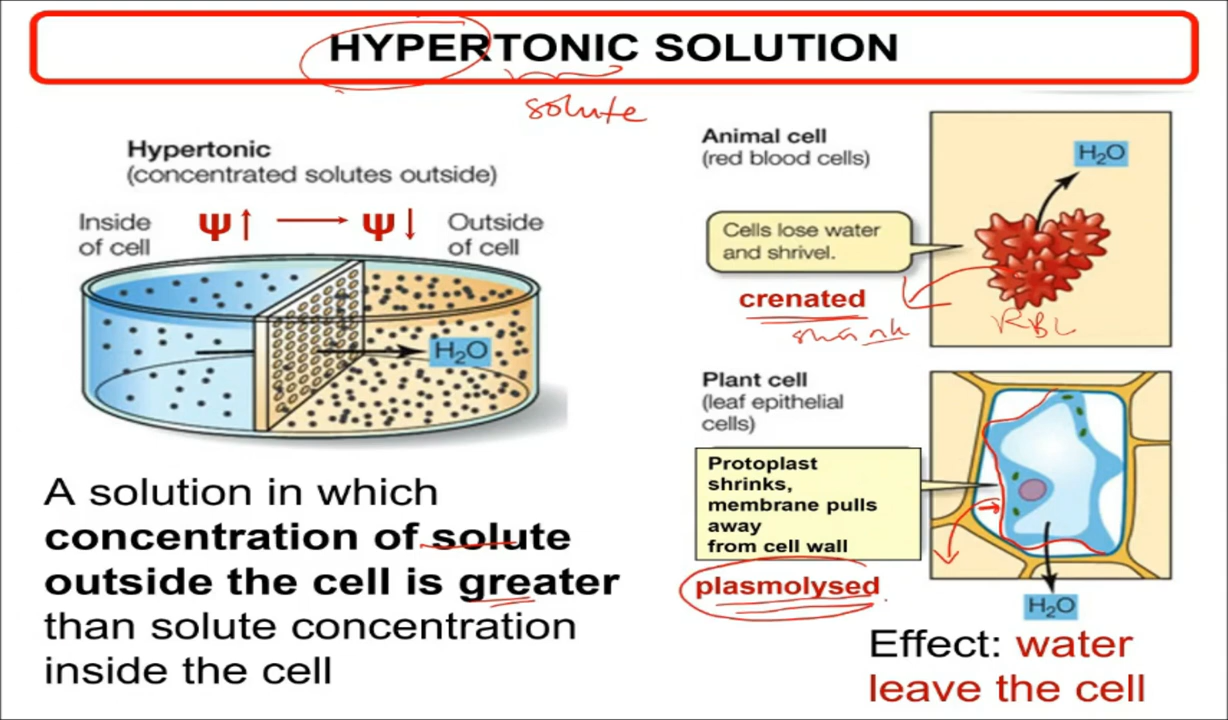 HYPERTONIC SOLUTION
solute
Hypertonic
(concentrated solutes outside)
Inside
of cell
Ψ↑ → Ψ↓
Outside
of cell
H₂O
A solution in which
concentration of solute
outside the cell is greater
than solute concentration
inside the cell
Animal cell
(red blood cells)
H₂O
Cells lose water
and shrivel.
crenated
RBC
Plant cell
(leaf epithelial
cells)
Protoplast
shrinks,
membrane pulls
away
from cell wall
plasmolysed
H₂O
Effect: water
leave the cell